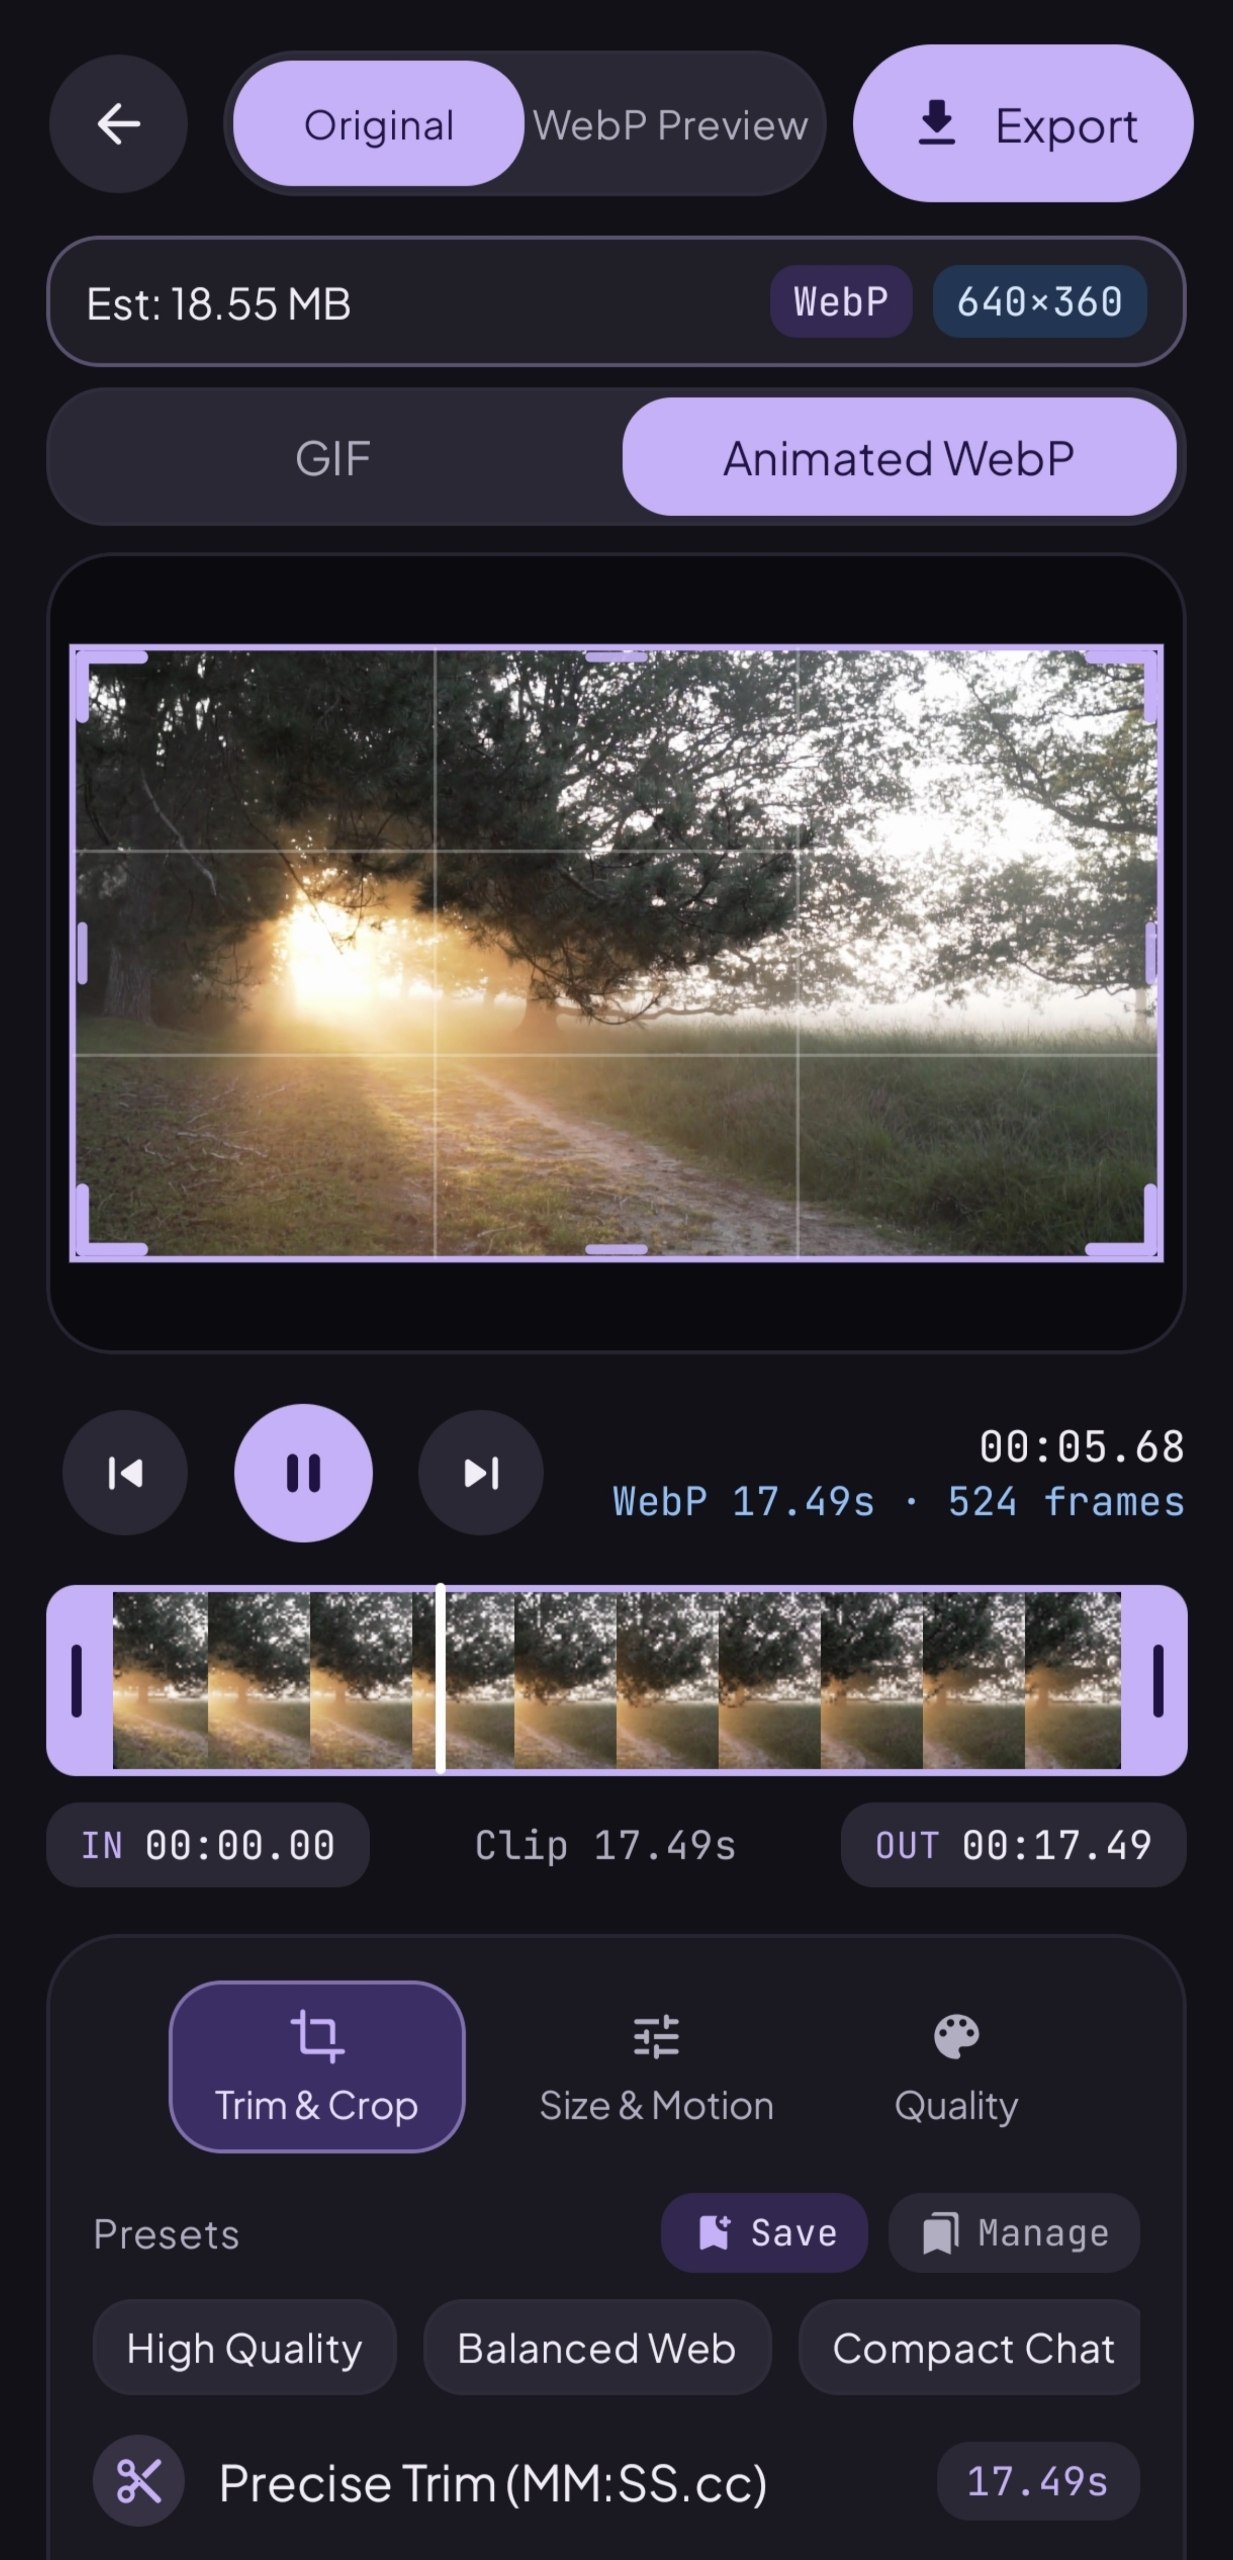 Original WebP Preview Export
Est: 18.55 MB WebP 640×360
GIF Animated WebP
00:05.68
WebP 17.49s · 524 frames
IN 00:00.00 Clip 17.49s OUT 00:17.49
Trim & Crop Size & Motion Quality
Presets Save Manage
High Quality Balanced Web Compact Chat
Precise Trim (MM:SS.cc) 17.49s